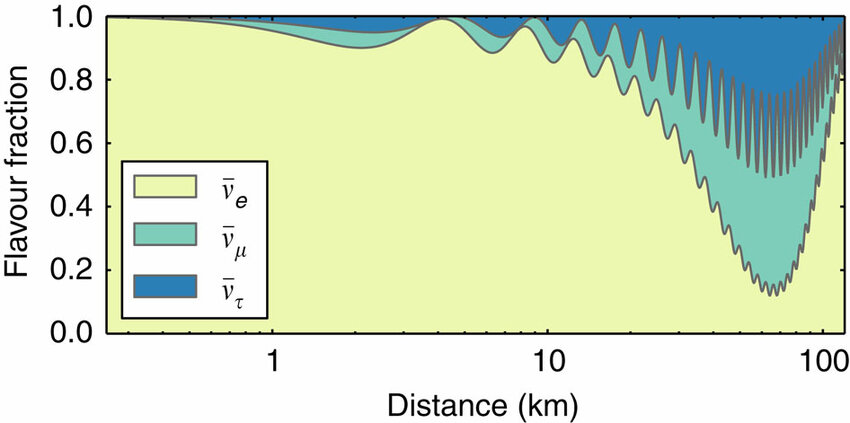 Flavour fraction
1.0
0.8
0.6
0.4
0.2
0.0
ν̄e
ν̄μ
ν̄τ
1
10
100
Distance (km)